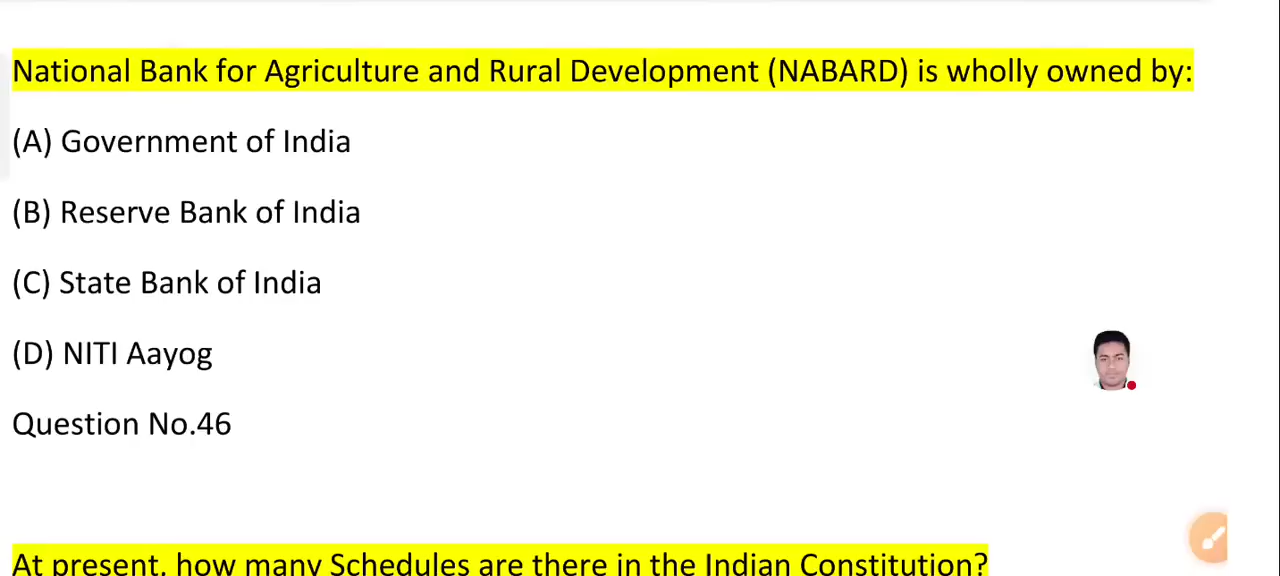 National Bank for Agriculture and Rural Development (NABARD) is wholly owned by:
(A) Government of India
(B) Reserve Bank of India
(C) State Bank of India
(D) NITI Aayog
Question No.46
At present, how many Schedules are there in the Indian Constitution?